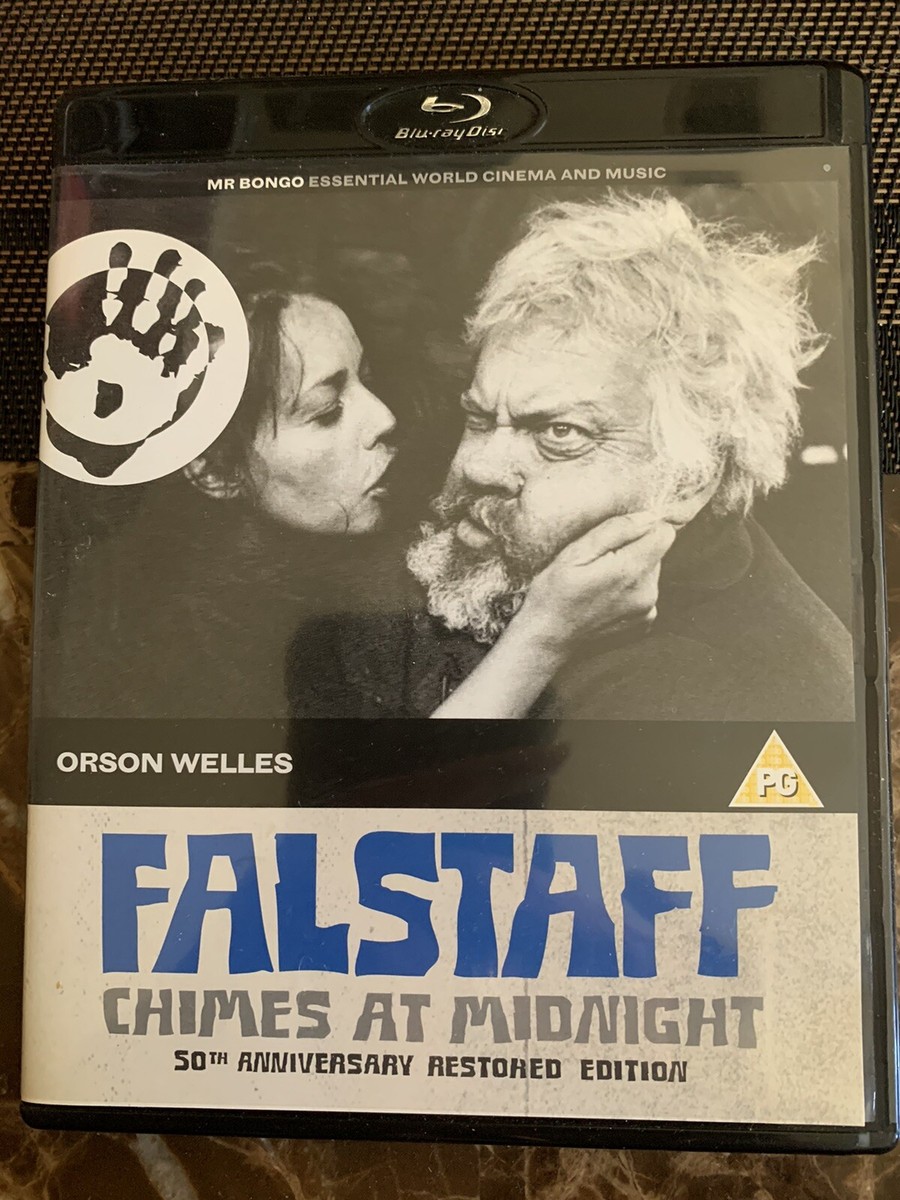 Blu-ray Disc
MR BONGO ESSENTIAL WORLD CINEMA AND MUSIC
ORSON WELLES
PG
FALSTAFF
CHIMES AT MIDNIGHT
50TH ANNIVERSARY RESTORED EDITION